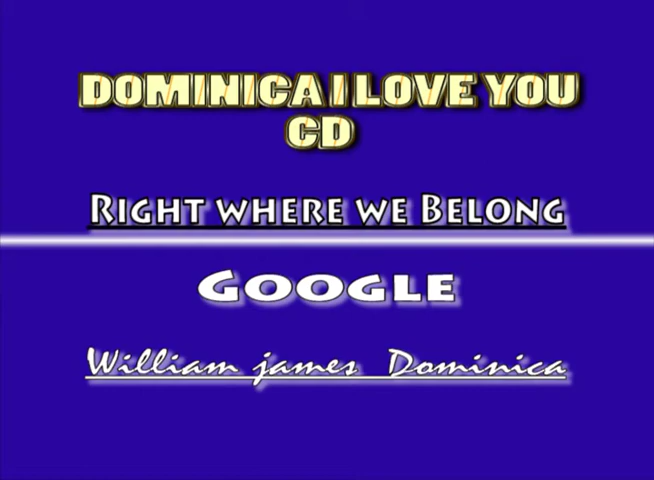 DOMINICA I LOVE YOU
CD
RIGHT WHERE WE BELONG
GOOGLE
William james Dominica